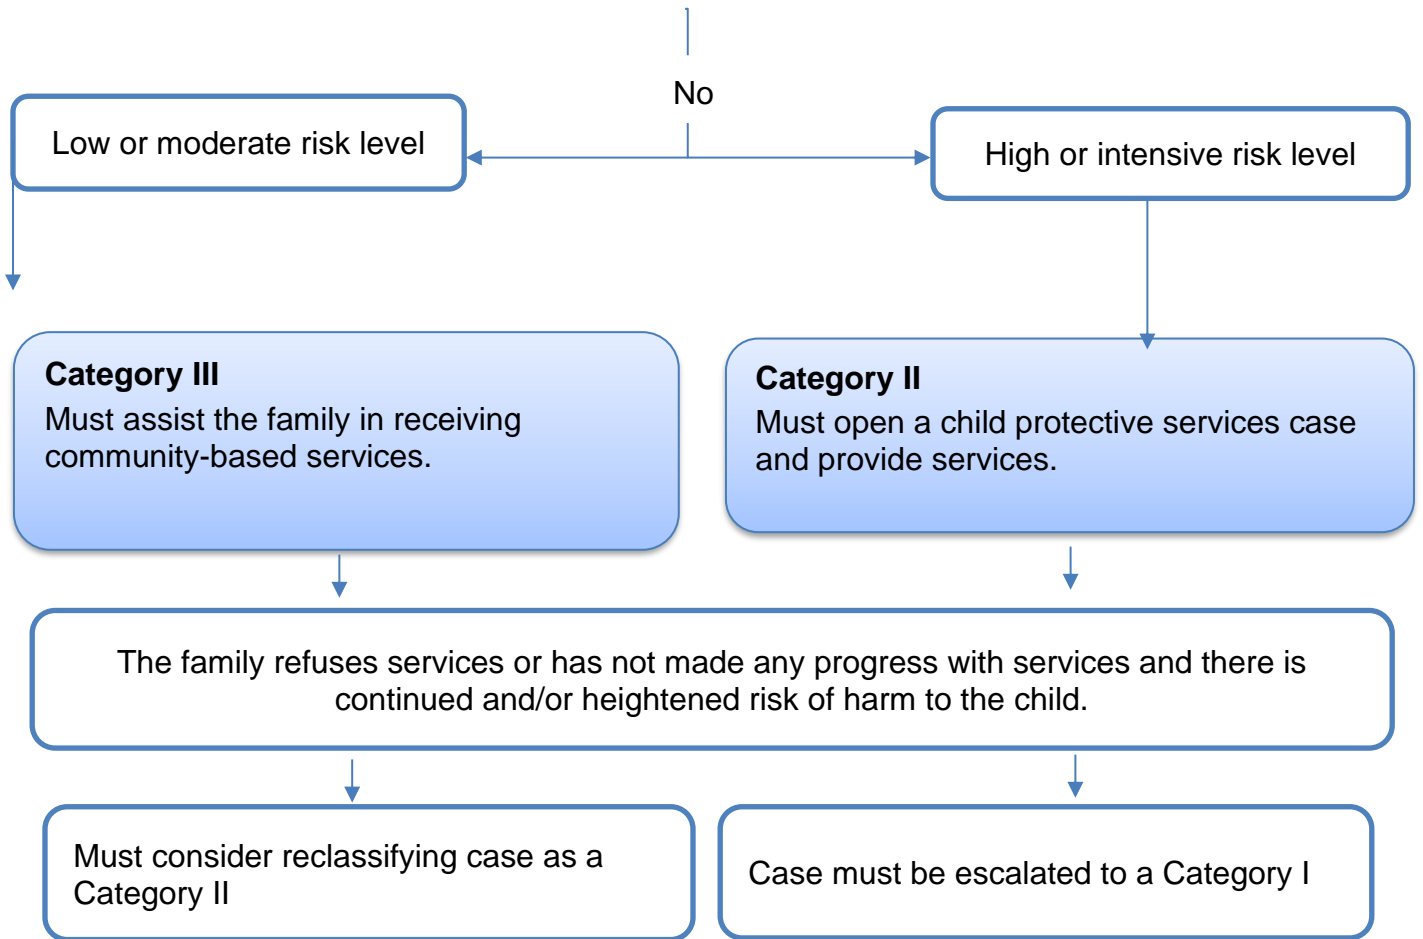 No
Low or moderate risk level
High or intensive risk level
Category III
Must assist the family in receiving
community-based services.
Category II
Must open a child protective services case
and provide services.
The family refuses services or has not made any progress with services and there is
continued and/or heightened risk of harm to the child.
Must consider reclassifying case as a
Category II
Case must be escalated to a Category I